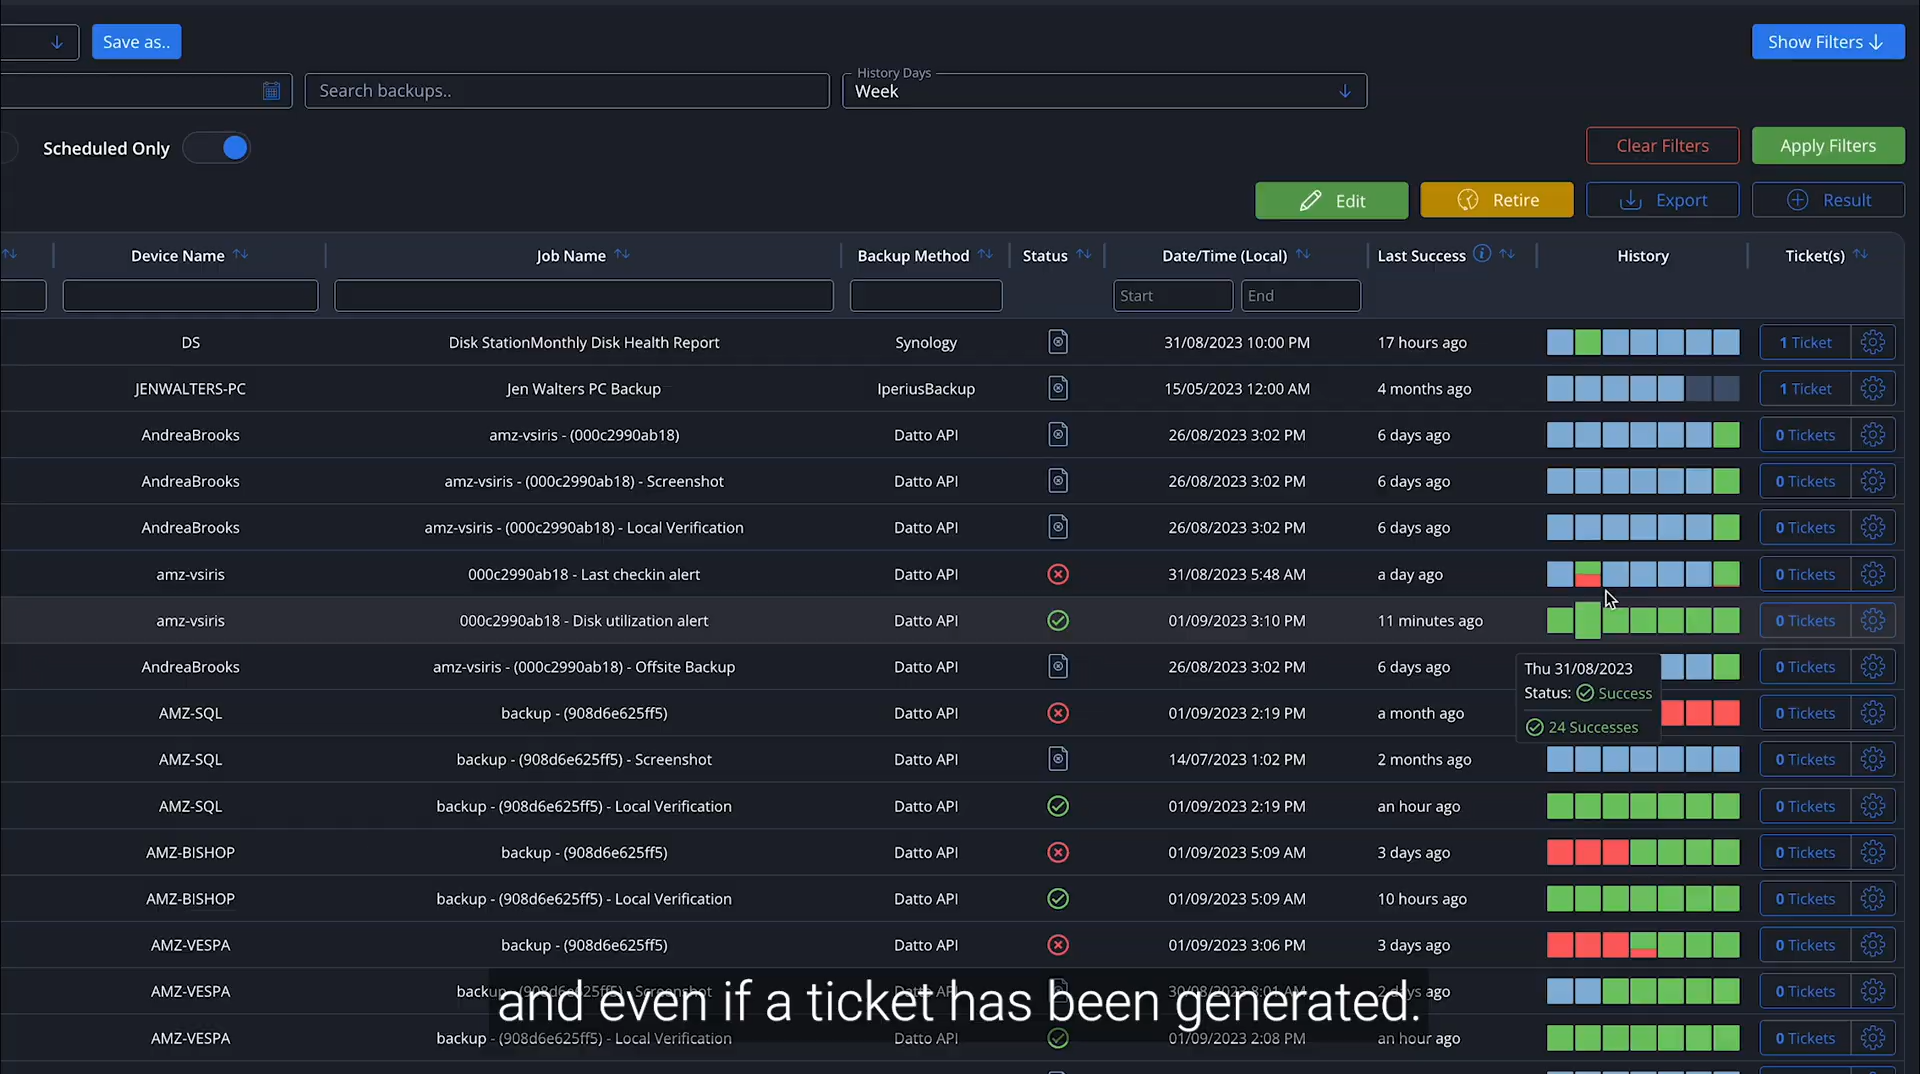 Save as..
Show Filters
Search backups..
History Days
Week
Scheduled Only
Clear Filters
Apply Filters
Edit
Retire
Export
Result
Device Name Job Name Backup Method Status Date/Time (Local) Last Success History Ticket(s)
Start End
DS Disk StationMonthly Disk Health Report Synology 31/08/2023 10:00 PM 17 hours ago 1 Ticket
JENWALTERS-PC Jen Walters PC Backup IperiusBackup 15/05/2023 12:00 AM 4 months ago 1 Ticket
AndreaBrooks amz-vsiris - (000c2990ab18) Datto API 26/08/2023 3:02 PM 6 days ago 0 Tickets
AndreaBrooks amz-vsiris - (000c2990ab18) - Screenshot Datto API 26/08/2023 3:02 PM 6 days ago 0 Tickets
AndreaBrooks amz-vsiris - (000c2990ab18) - Local Verification Datto API 26/08/2023 3:02 PM 6 days ago 0 Tickets
amz-vsiris 000c2990ab18 - Last checkin alert Datto API 31/08/2023 5:48 AM a day ago 0 Tickets
amz-vsiris 000c2990ab18 - Disk utilization alert Datto API 01/09/2023 3:10 PM 11 minutes ago 0 Tickets
AndreaBrooks amz-vsiris - (000c2990ab18) - Offsite Backup Datto API 26/08/2023 3:02 PM 6 days ago 0 Tickets
Thu 31/08/2023
Status: Success
24 Successes
AMZ-SQL backup - (908d6e625ff5) Datto API 01/09/2023 2:19 PM a month ago 0 Tickets
AMZ-SQL backup - (908d6e625ff5) - Screenshot Datto API 14/07/2023 1:02 PM 2 months ago 0 Tickets
AMZ-SQL backup - (908d6e625ff5) - Local Verification Datto API 01/09/2023 2:19 PM an hour ago 0 Tickets
AMZ-BISHOP backup - (908d6e625ff5) Datto API 01/09/2023 5:09 AM 3 days ago 0 Tickets
AMZ-BISHOP backup - (908d6e625ff5) - Local Verification Datto API 01/09/2023 5:09 AM 10 hours ago 0 Tickets
AMZ-VESPA backup - (908d6e625ff5) Datto API 01/09/2023 3:06 PM 3 days ago 0 Tickets
AMZ-VESPA backup - (908d6e625ff5) - Screenshot Datto API 30/08/2023 8:01 AM 2 days ago 0 Tickets
and even if a ticket has been generated.
AMZ-VESPA backup - (908d6e625ff5) - Local Verification Datto API 01/09/2023 2:08 PM an hour ago 0 Tickets